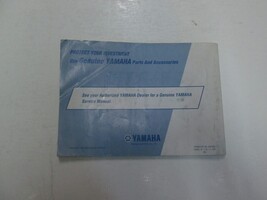 PROTECT YOUR INVESTMENT
Use Genuine YAMAHA Parts and Accessories
See your Authorized YAMAHA Dealer for a Genuine YAMAHA
Service Manual
YAMAHA